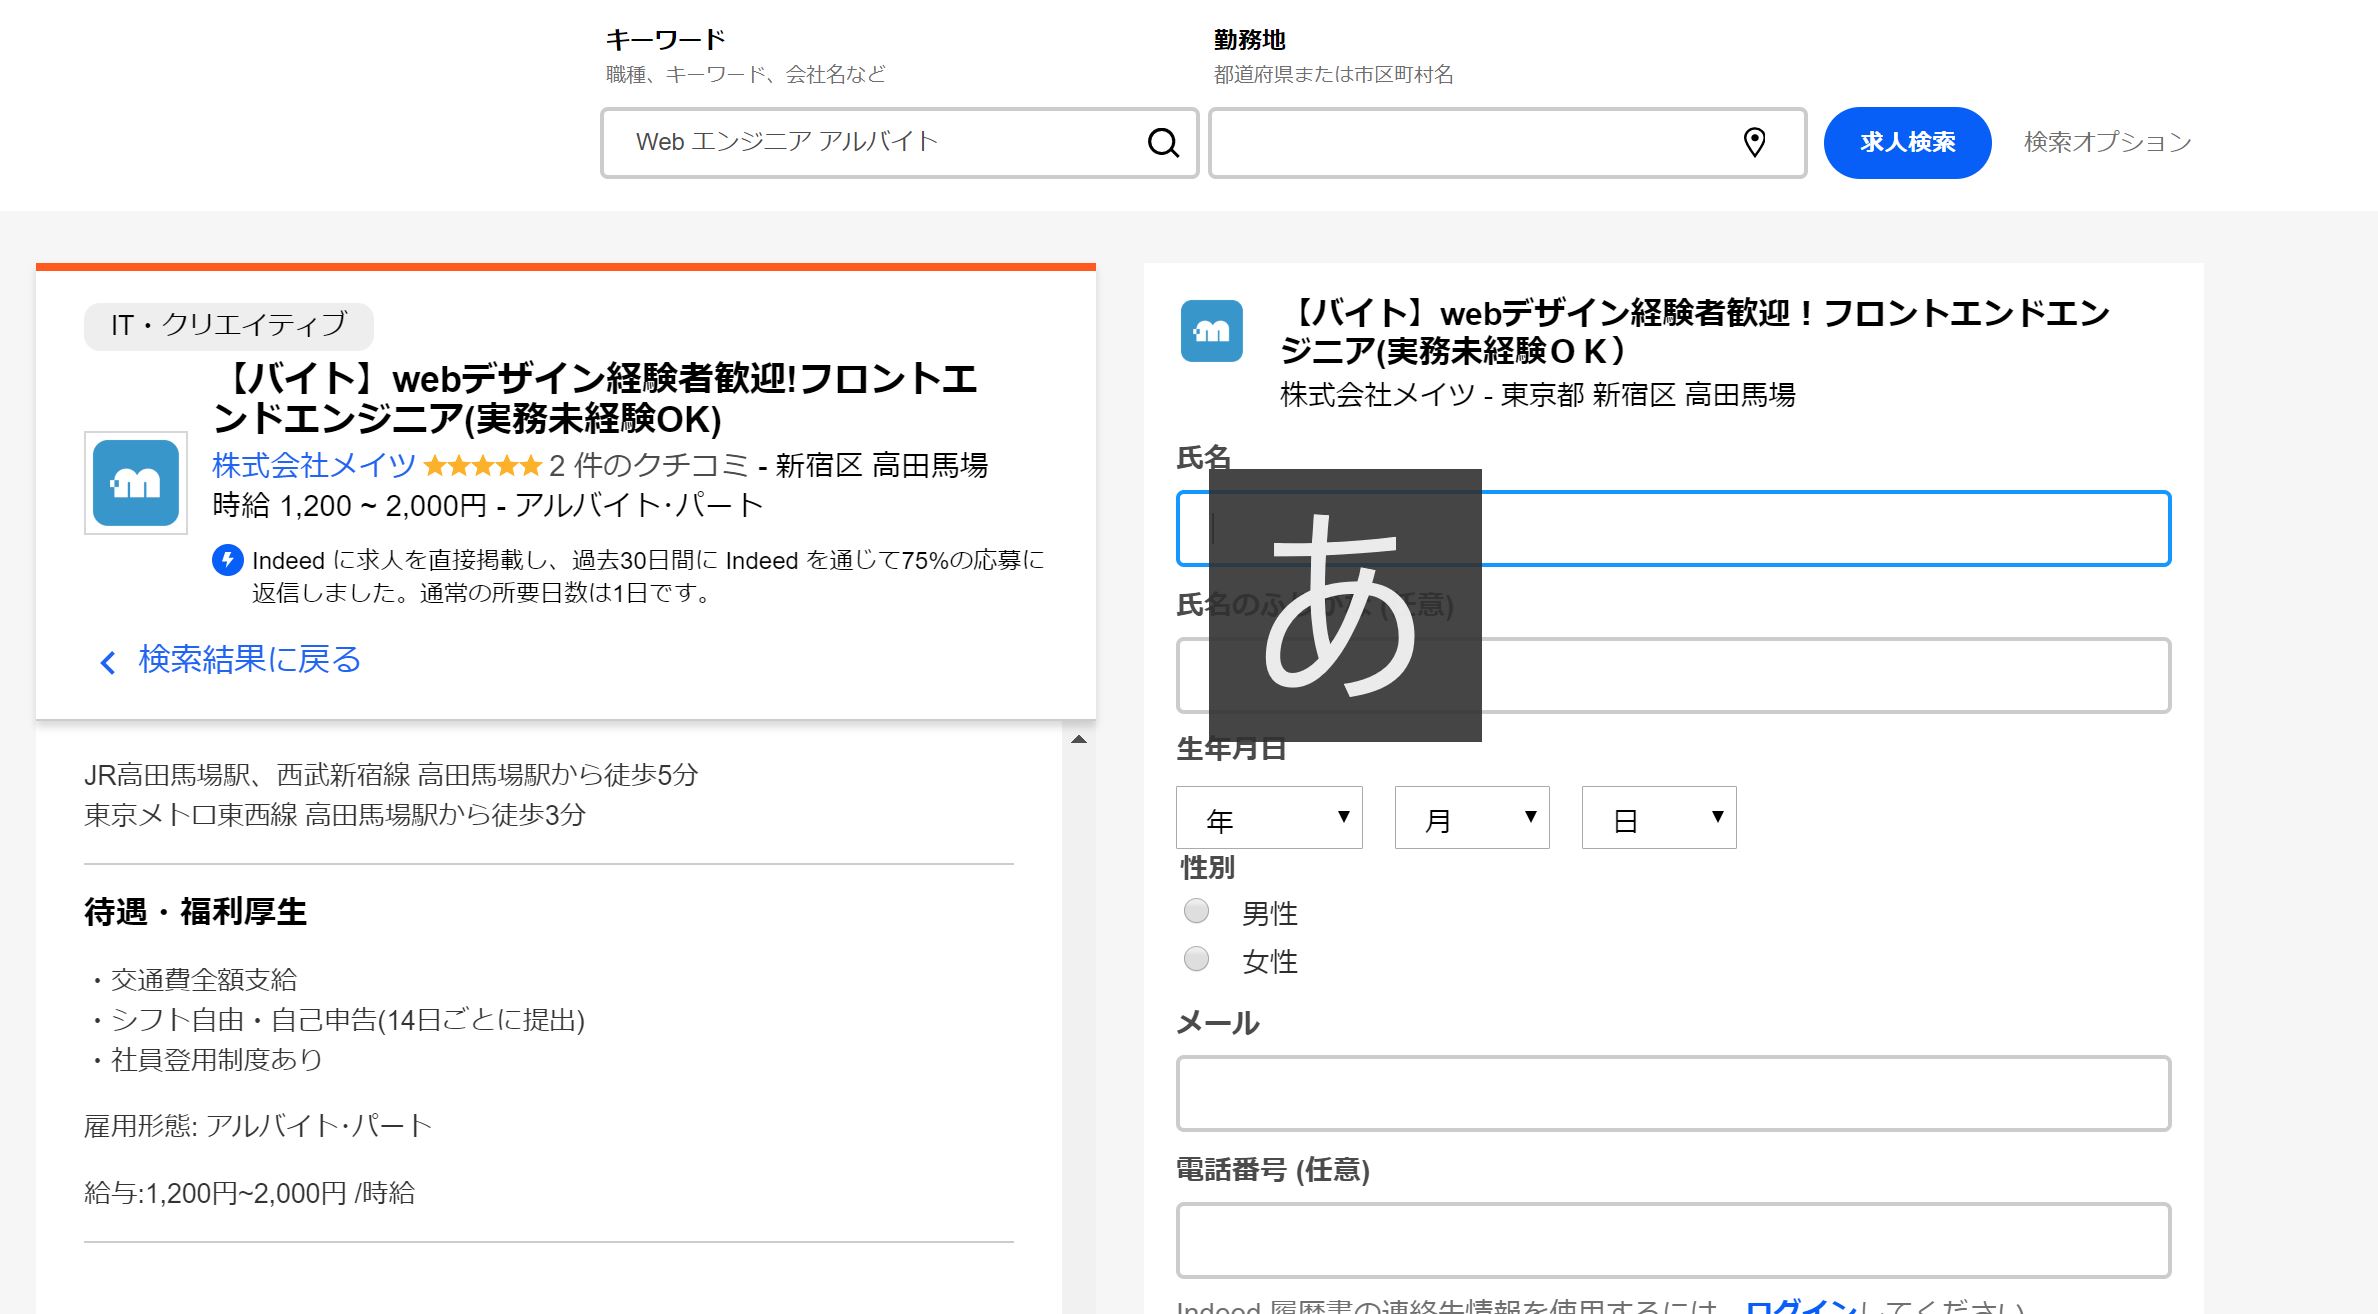 キーワード
職種、キーワード、会社名など
Web エンジニア アルバイト
勤務地
都道府県または市区町村名
求人検索
検索オプション
IT・クリエイティブ
【バイト】webデザイン経験者歓迎!フロントエ
ンドエンジニア(実務未経験OK)
株式会社メイツ 2 件のクチコミ - 新宿区 高田馬場
時給 1,200 ~ 2,000円 - アルバイト･パート
Indeed に求人を直接掲載し、過去30日間に Indeed を通じて75%の応募に
返信しました。通常の所要日数は1日です。
検索結果に戻る
JR高田馬場駅、西武新宿線 高田馬場駅から徒歩5分
東京メトロ東西線 高田馬場駅から徒歩3分
待遇・福利厚生
・交通費全額支給
・シフト自由・自己申告(14日ごとに提出)
・社員登用制度あり
雇用形態: アルバイト･パート
給与:1,200円~2,000円 /時給
m
m
【バイト】webデザイン経験者歓迎！フロントエンドエン
ジニア(実務未経験ＯＫ）
株式会社メイツ - 東京都 新宿区 高田馬場
氏名
あ
氏名のふりがな (任意)
生年月日
年
月
日
性別
男性
女性
メール
電話番号 (任意)
Indeed 履歴書の連絡先情報を使用するには、ログインしてください